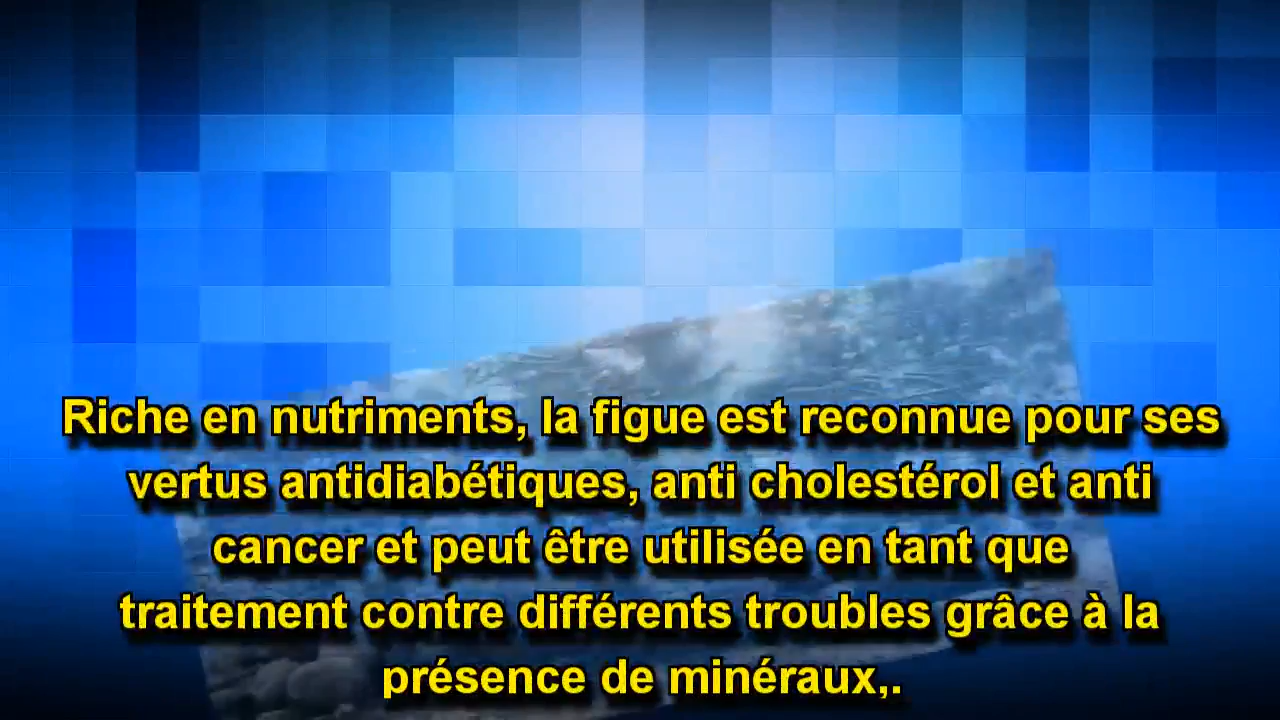 Riche en nutriments, la figue est reconnue pour ses
vertus antidiabétiques, anti cholestérol et anti
cancer et peut être utilisée en tant que
traitement contre différents troubles grâce à la
présence de minéraux,.